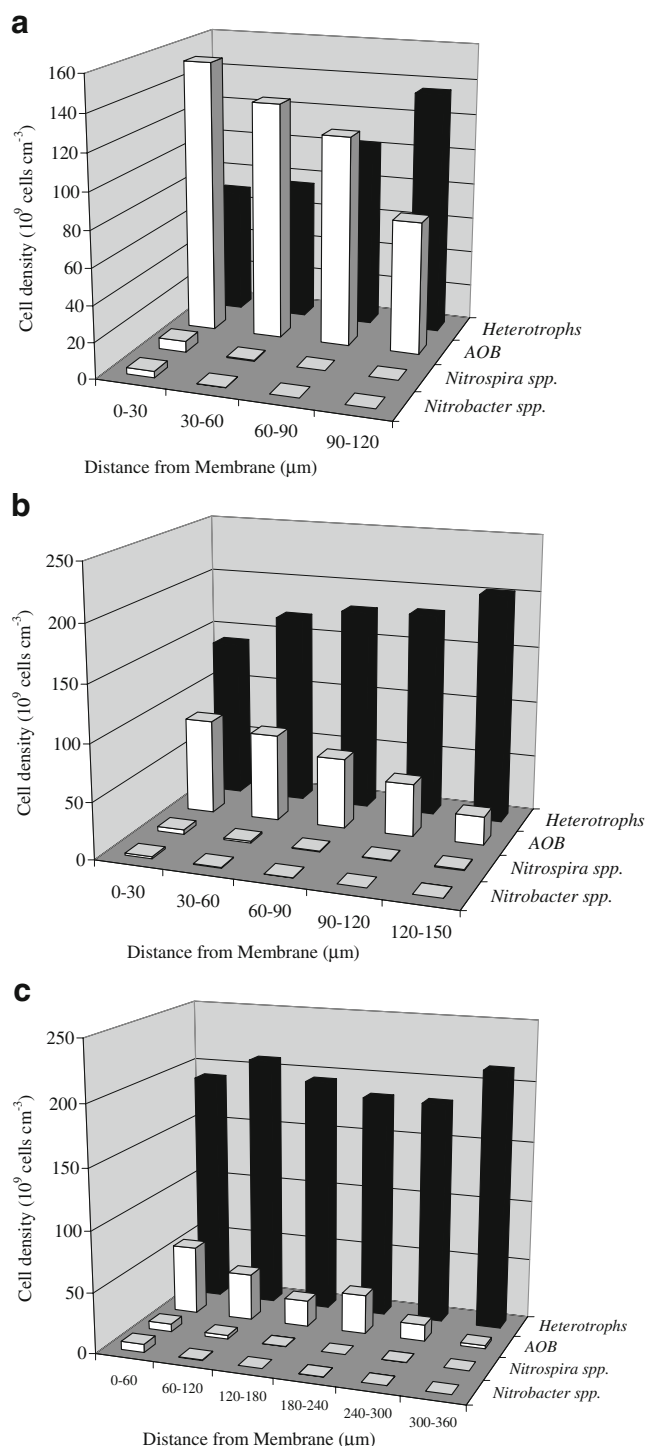 a
160
140
120
100
80
60
40
20
0
Cell density (10⁹ cells cm⁻³)
0-30
30-60
60-90
90-120
Heterotrophs
AOB
Nitrospira spp.
Nitrobacter spp.
Distance from Membrane (µm)
b
250
200
150
100
50
0
Cell density (10⁹ cells cm⁻³)
0-30
30-60
60-90
90-120
120-150
Heterotrophs
AOB
Nitrospira spp.
Nitrobacter spp.
Distance from Membrane (µm)
c
250
200
150
100
50
0
Cell density (10⁹ cells cm⁻³)
0-60
60-120
120-180
180-240
240-300
300-360
Heterotrophs
AOB
Nitrospira spp.
Nitrobacter spp.
Distance from Membrane (µm)